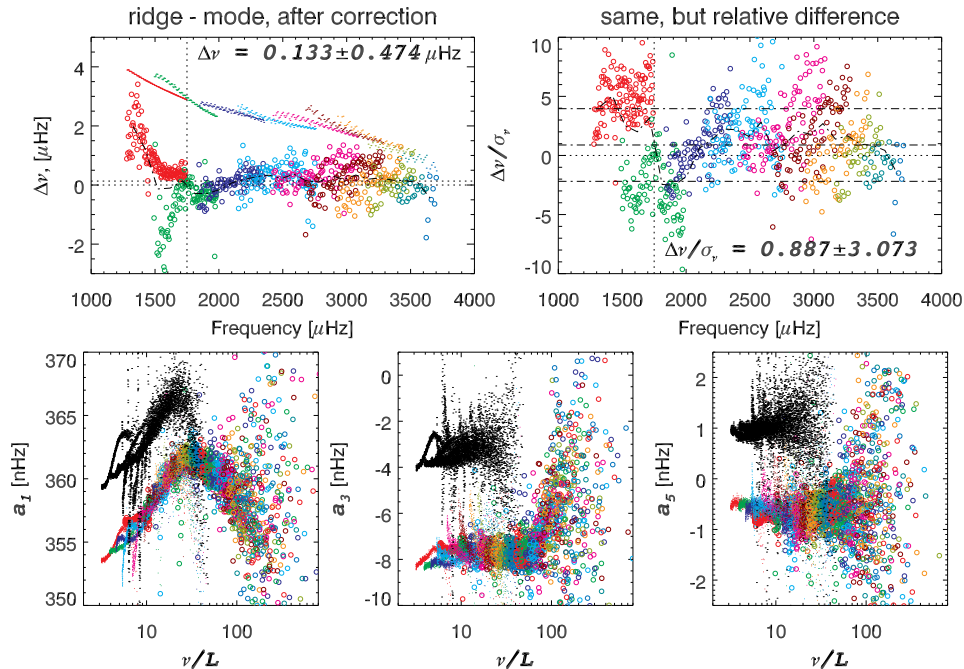 ridge - mode, after correction
same, but relative difference
Δν = 0.133±0.474 μHz
Δν, [μHz]
4
2
0
-2
1000 1500 2000 2500 3000 3500 4000
Frequency [μHz]
Δν/σν
10
5
0
-5
-10
Δν/σν = 0.887±3.073
1000 1500 2000 2500 3000 3500 4000
Frequency [μHz]
a1 [nHz]
370
365
360
355
350
10 100
ν/L
a3 [nHz]
0
-2
-4
-6
-8
-10
10 100
ν/L
a5 [nHz]
2
1
0
-1
-2
10 100
ν/L